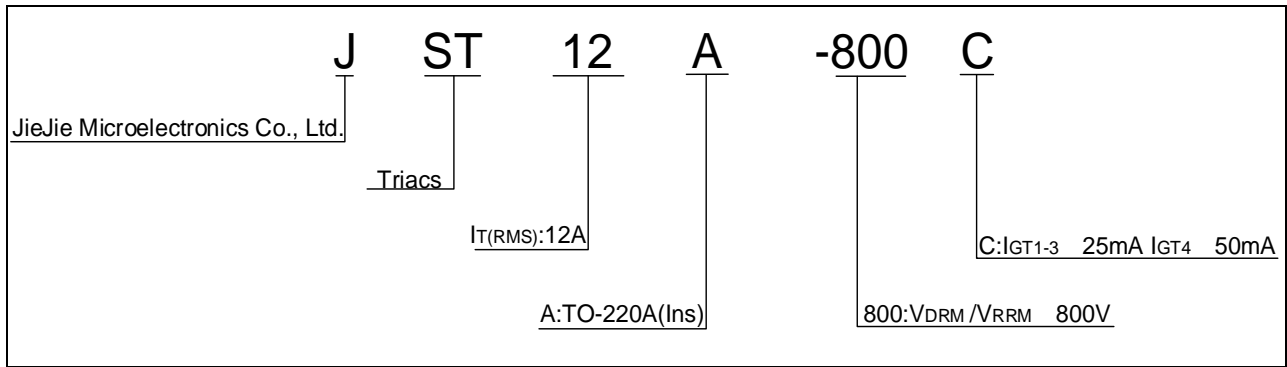 J ST 12 A -800 C
JieJie Microelectronics Co., Ltd.
Triacs
IT(RMS):12A
C:IGT1-3 25mA IGT4 50mA
A:TO-220A(Ins)
800:VDRM /VRRM 800V